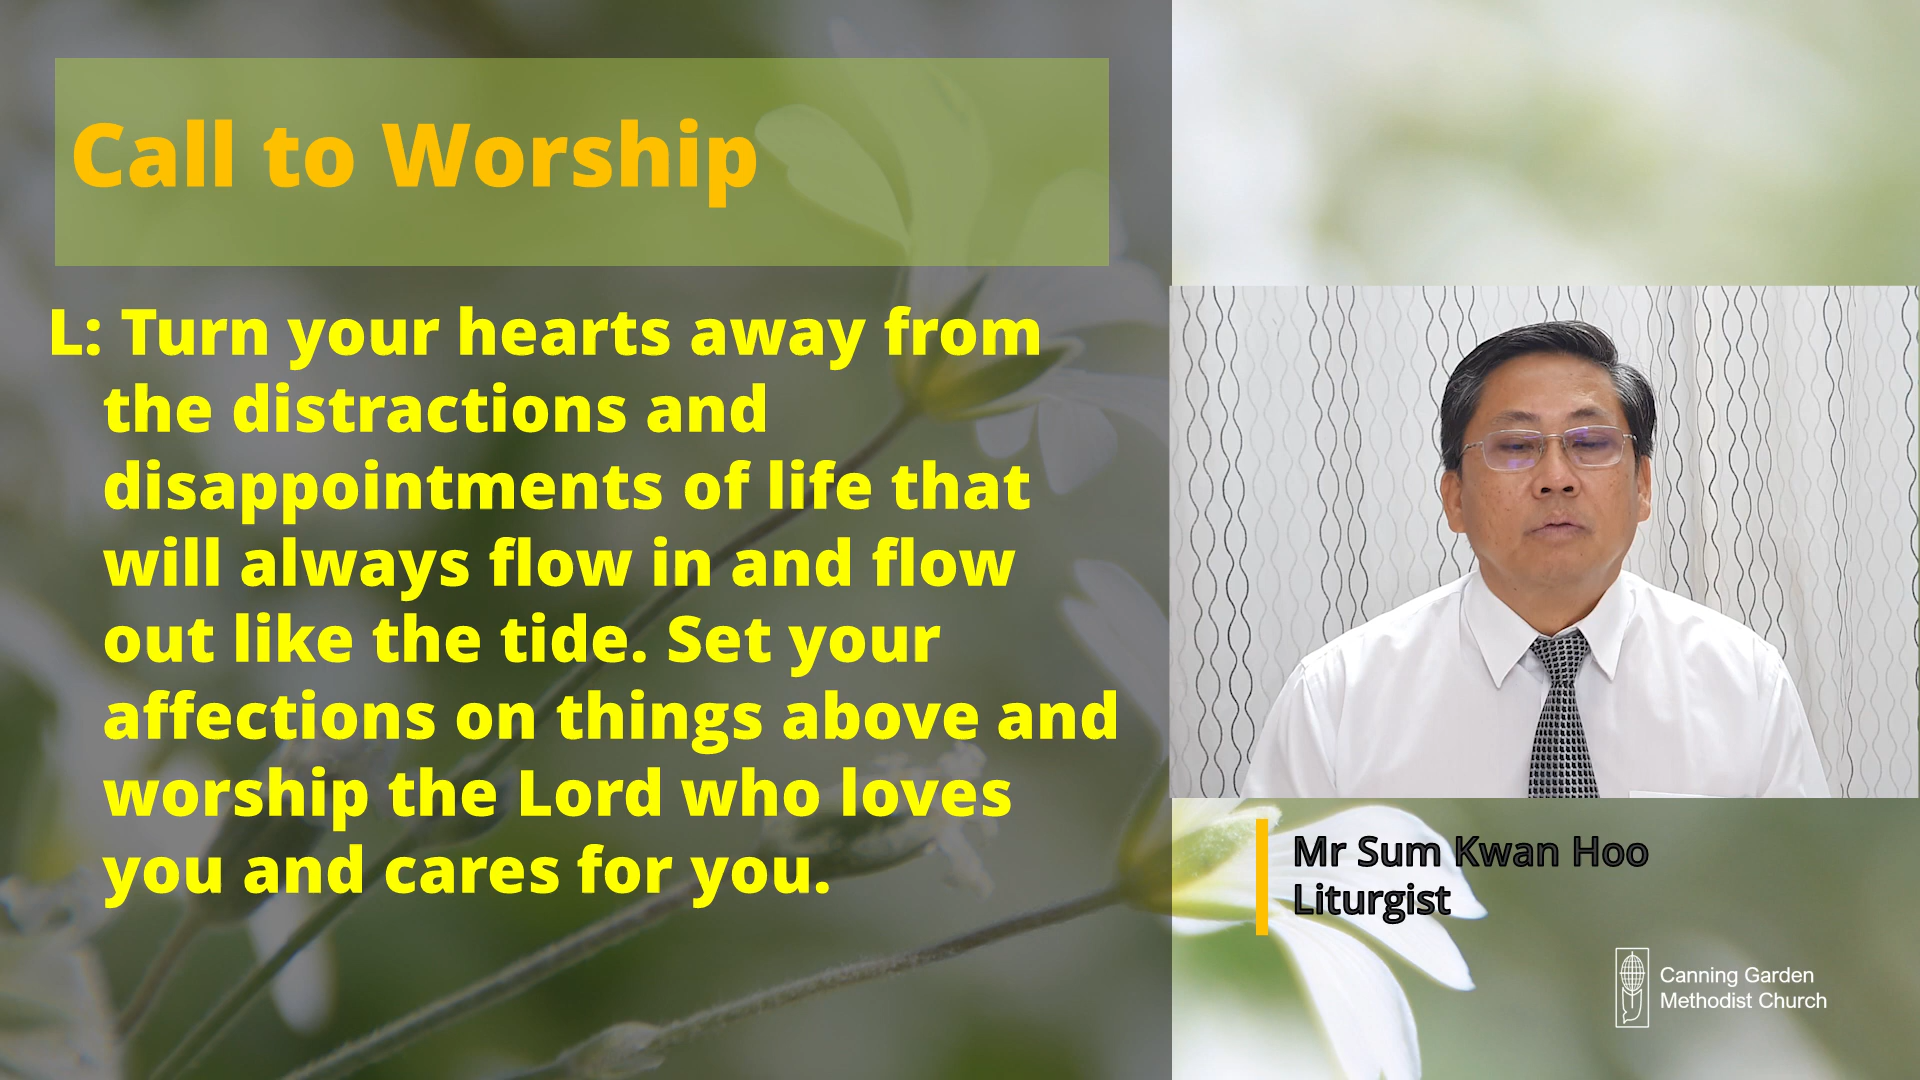 Call to Worship
L: Turn your hearts away from
the distractions and
disappointments of life that
will always flow in and flow
out like the tide. Set your
affections on things above and
worship the Lord who loves
you and cares for you.
Mr Sum Kwan Hoo
Liturgist
Canning Garden
Methodist Church